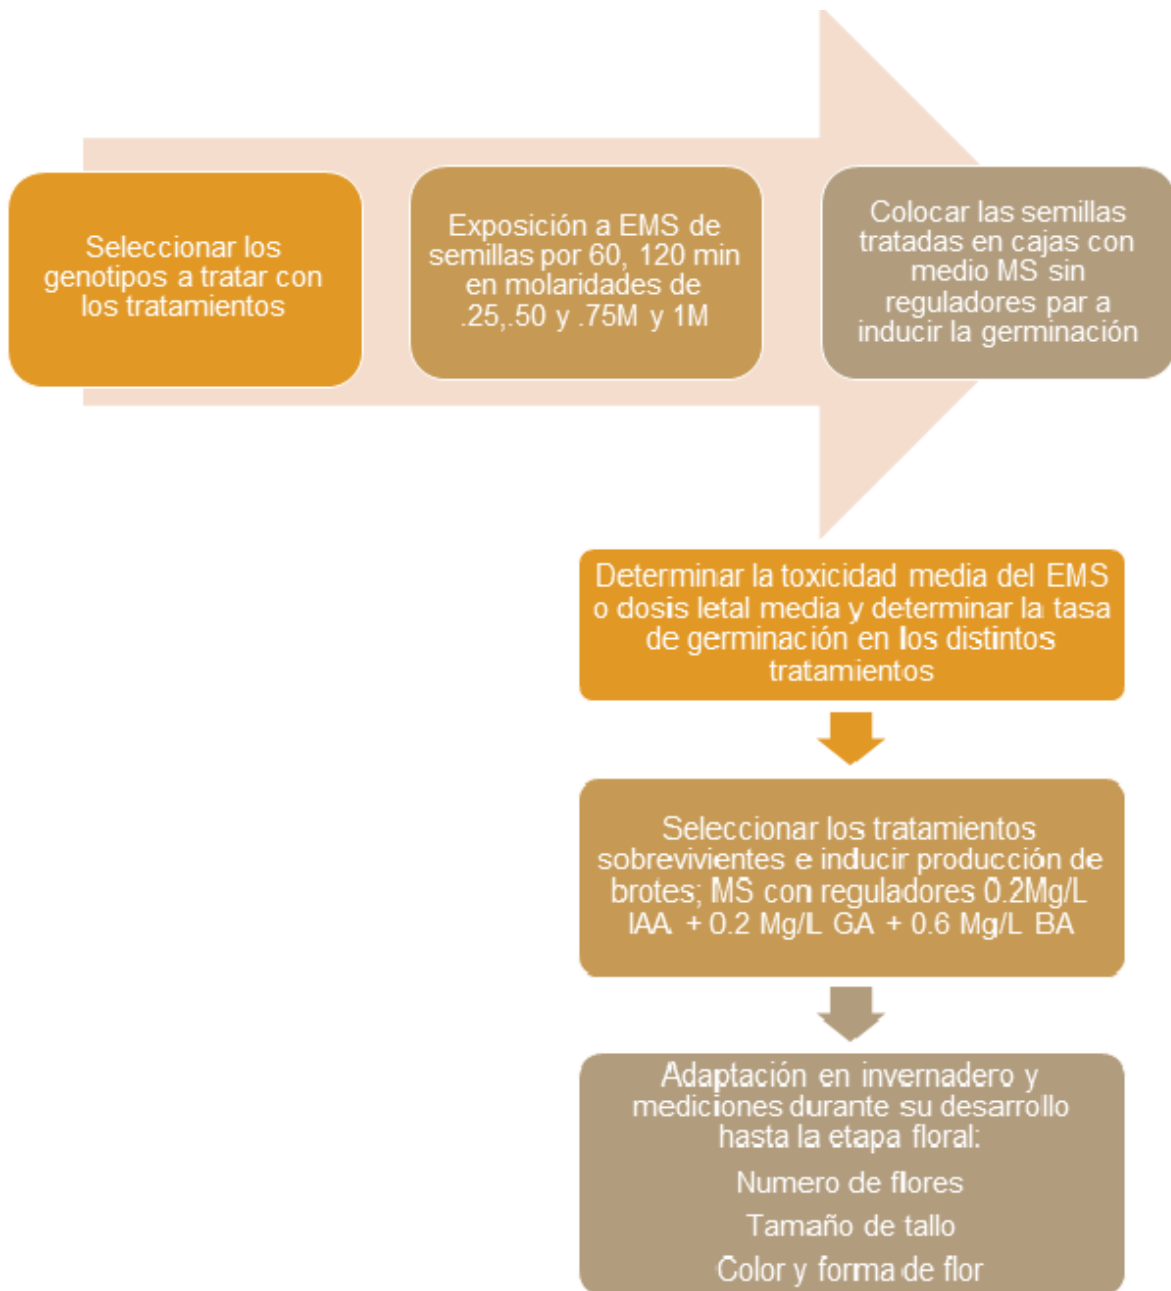 Seleccionar los
genotipos a tratar con
los tratamientos
Exposición a EMS de
semillas por 60, 120 min
en molaridades de
.25,.50 y .75M y 1M
Colocar las semillas
tratadas en cajas con
medio MS sin
reguladores par a
inducir la germinación
Determinar la toxicidad media del EMS
o dosis letal media y determinar la tasa
de germinación en los distintos
tratamientos
Seleccionar los tratamientos
sobrevivientes e inducir producción de
brotes; MS con reguladores 0.2Mg/L
IAA + 0.2 Mg/L GA + 0.6 Mg/L BA
Adaptación en invernadero y
mediciones durante su desarrollo
hasta la etapa floral:
Numero de flores
Tamaño de tallo
Color y forma de flor